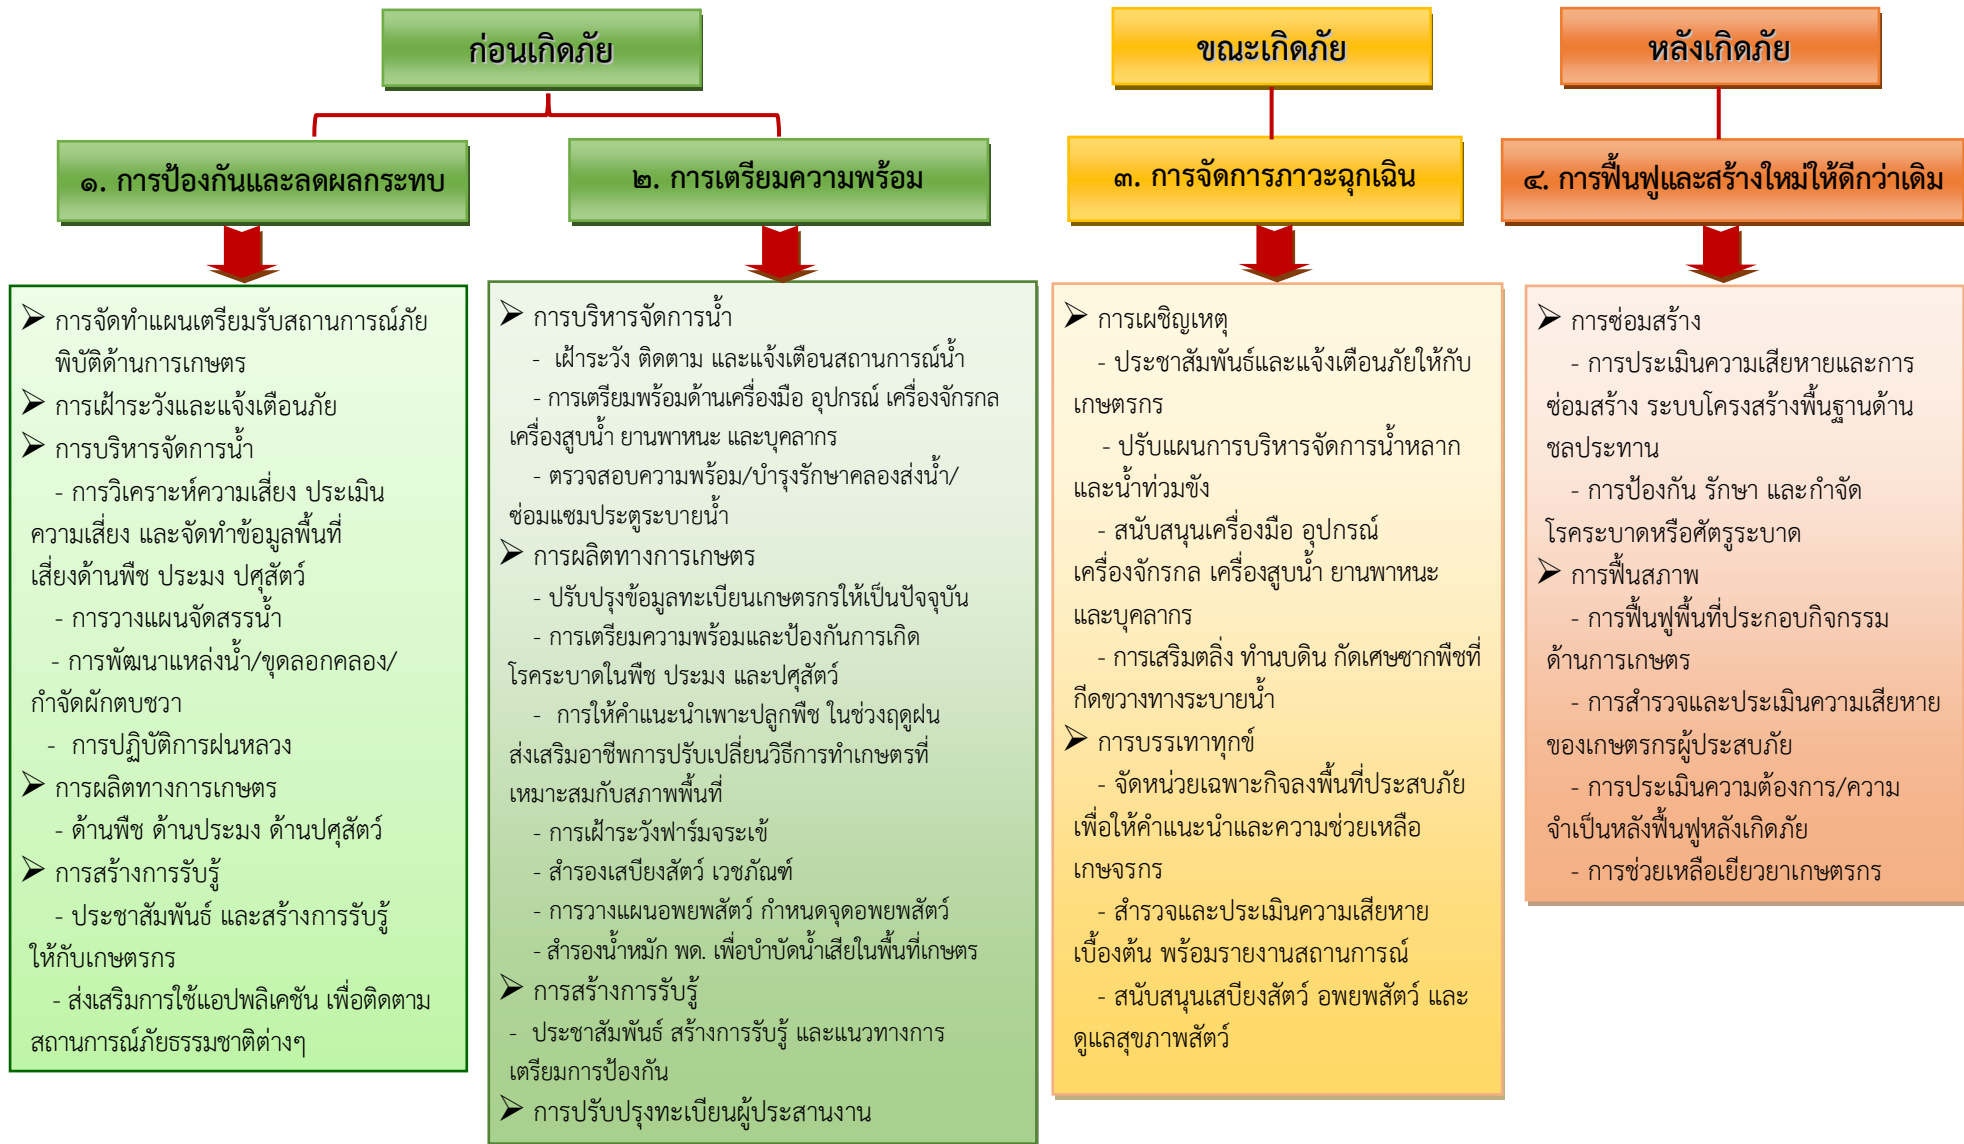 ก่อนเกิดภัย
ขณะเกิดภัย
หลังเกิดภัย
๑. การป้องกันและลดผลกระทบ
๒. การเตรียมความพร้อม
๓. การจัดการภาวะฉุกเฉิน
๔. การฟื้นฟูและสร้างใหม่ให้ดีกว่าเดิม
➢ การจัดทำแผนเตรียมรับสถานการณ์ภัย
พิบัติด้านการเกษตร
➢ การเฝ้าระวังและแจ้งเตือนภัย
➢ การบริหารจัดการน้ำ
- การวิเคราะห์ความเสี่ยง ประเมิน
ความเสี่ยง และจัดทำข้อมูลพื้นที่
เสี่ยงด้านพืช ประมง ปศุสัตว์
- การวางแผนจัดสรรน้ำ
- การพัฒนาแหล่งน้ำ/ขุดลอกคลอง/
กำจัดผักตบชวา
- การปฏิบัติการฝนหลวง
➢ การผลิตทางการเกษตร
- ด้านพืช ด้านประมง ด้านปศุสัตว์
➢ การสร้างการรับรู้
- ประชาสัมพันธ์ และสร้างการรับรู้
ให้กับเกษตรกร
- ส่งเสริมการใช้แอปพลิเคชัน เพื่อติดตาม
สถานการณ์ภัยธรรมชาติต่างๆ
➢ การบริหารจัดการน้ำ
- เฝ้าระวัง ติดตาม และแจ้งเตือนสถานการณ์น้ำ
- การเตรียมพร้อมด้านเครื่องมือ อุปกรณ์ เครื่องจักรกล
เครื่องสูบน้ำ ยานพาหนะ และบุคลากร
- ตรวจสอบความพร้อม/บำรุงรักษาคลองส่งน้ำ/
ซ่อมแซมประตูระบายน้ำ
➢ การผลิตทางการเกษตร
- ปรับปรุงข้อมูลทะเบียนเกษตรกรให้เป็นปัจจุบัน
- การเตรียมความพร้อมและป้องกันการเกิด
โรคระบาดในพืช ประมง และปศุสัตว์
- การให้คำแนะนำเพาะปลูกพืช ในช่วงฤดูฝน
ส่งเสริมอาชีพการปรับเปลี่ยนวิธีการทำเกษตรที่
เหมาะสมกับสภาพพื้นที่
- การเฝ้าระวังฟาร์มจระเข้
- สำรองเสบียงสัตว์ เวชภัณฑ์
- การวางแผนอพยพสัตว์ กำหนดจุดอพยพสัตว์
- สำรองน้ำหมัก พด. เพื่อบำบัดน้ำเสียในพื้นที่เกษตร
➢ การสร้างการรับรู้
- ประชาสัมพันธ์ สร้างการรับรู้ และแนวทางการ
เตรียมการป้องกัน
➢ การปรับปรุงทะเบียนผู้ประสานงาน
➢ การเผชิญเหตุ
- ประชาสัมพันธ์และแจ้งเตือนภัยให้กับ
เกษตรกร
- ปรับแผนการบริหารจัดการน้ำหลาก
และน้ำท่วมขัง
- สนับสนุนเครื่องมือ อุปกรณ์
เครื่องจักรกล เครื่องสูบน้ำ ยานพาหนะ
และบุคลากร
- การเสริมตลิ่ง ทำนบดิน กัดเศษซากพืชที่
กีดขวางทางระบายน้ำ
➢ การบรรเทาทุกข์
- จัดหน่วยเฉพาะกิจลงพื้นที่ประสบภัย
เพื่อให้คำแนะนำและความช่วยเหลือ
เกษจรกร
- สำรวจและประเมินความเสียหาย
เบื้องต้น พร้อมรายงานสถานการณ์
- สนับสนุนเสบียงสัตว์ อพยพสัตว์ และ
ดูแลสุขภาพสัตว์
➢ การซ่อมสร้าง
- การประเมินความเสียหายและการ
ซ่อมสร้าง ระบบโครงสร้างพื้นฐานด้าน
ชลประทาน
- การป้องกัน รักษา และกำจัด
โรคระบาดหรือศัตรูระบาด
➢ การฟื้นสภาพ
- การฟื้นฟูพื้นที่ประกอบกิจกรรม
ด้านการเกษตร
- การสำรวจและประเมินความเสียหาย
ของเกษตรกรผู้ประสบภัย
- การประเมินความต้องการ/ความ
จำเป็นหลังฟื้นฟูหลังเกิดภัย
- การช่วยเหลือเยียวยาเกษตรกร